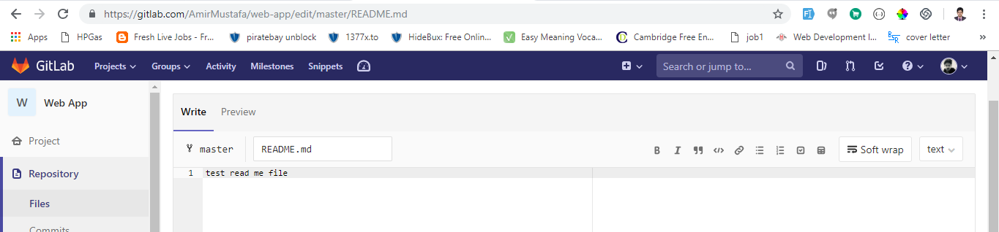 https://gitlab.com/AmirMustafa/web-app/edit/master/README.md
Apps HPGas Fresh Live Jobs - Fr... piratebay unblock 1377x.to HideBux: Free Onlin... Easy Meaning Voca... Cambridge Free En... job1 Web Development I... BSR cover letter »
GitLab Projects Groups Activity Milestones Snippets Search or jump to...
W Web App
Write Preview
Project
master README.md Soft wrap text
Repository
1 test read me file
Files
Commits